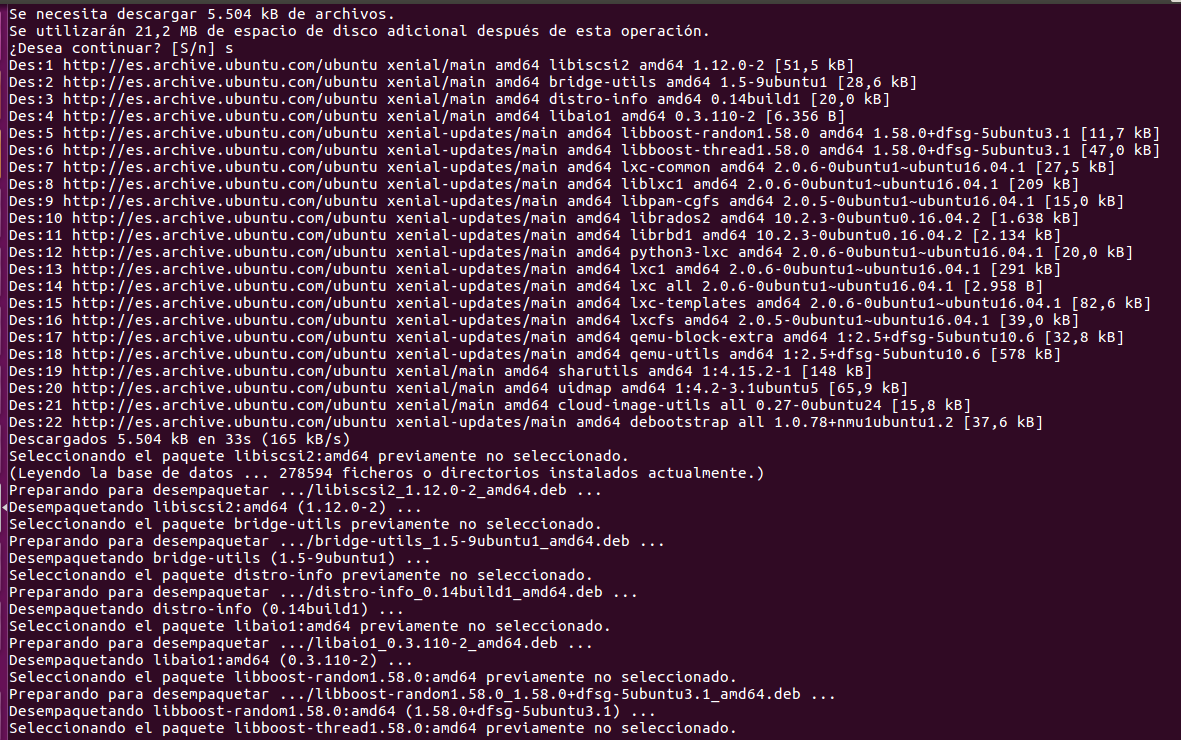 Se necesita descargar 5.504 kB de archivos.
Se utilizarán 21,2 MB de espacio de disco adicional después de esta operación.
¿Desea continuar? [S/n] s
Des:1 http://es.archive.ubuntu.com/ubuntu xenial/main amd64 libiscsi2 amd64 1.12.0-2 [51,5 kB]
Des:2 http://es.archive.ubuntu.com/ubuntu xenial/main amd64 bridge-utils amd64 1.5-9ubuntu1 [28,6 kB]
Des:3 http://es.archive.ubuntu.com/ubuntu xenial/main amd64 distro-info amd64 0.14build1 [20,0 kB]
Des:4 http://es.archive.ubuntu.com/ubuntu xenial/main amd64 libaio1 amd64 0.3.110-2 [6.356 B]
Des:5 http://es.archive.ubuntu.com/ubuntu xenial-updates/main amd64 libboost-random1.58.0 amd64 1.58.0+dfsg-5ubuntu3.1 [11,7 kB]
Des:6 http://es.archive.ubuntu.com/ubuntu xenial-updates/main amd64 libboost-thread1.58.0 amd64 1.58.0+dfsg-5ubuntu3.1 [47,0 kB]
Des:7 http://es.archive.ubuntu.com/ubuntu xenial-updates/main amd64 lxc-common amd64 2.0.6-0ubuntu1~ubuntu16.04.1 [27,5 kB]
Des:8 http://es.archive.ubuntu.com/ubuntu xenial-updates/main amd64 liblxc1 amd64 2.0.6-0ubuntu1~ubuntu16.04.1 [209 kB]
Des:9 http://es.archive.ubuntu.com/ubuntu xenial-updates/main amd64 libpam-cgfs amd64 2.0.5-0ubuntu1~ubuntu16.04.1 [15,0 kB]
Des:10 http://es.archive.ubuntu.com/ubuntu xenial-updates/main amd64 librados2 amd64 10.2.3-0ubuntu0.16.04.2 [1.638 kB]
Des:11 http://es.archive.ubuntu.com/ubuntu xenial-updates/main amd64 librbd1 amd64 10.2.3-0ubuntu0.16.04.2 [2.134 kB]
Des:12 http://es.archive.ubuntu.com/ubuntu xenial-updates/main amd64 python3-lxc amd64 2.0.6-0ubuntu1~ubuntu16.04.1 [20,0 kB]
Des:13 http://es.archive.ubuntu.com/ubuntu xenial-updates/main amd64 lxc1 amd64 2.0.6-0ubuntu1~ubuntu16.04.1 [291 kB]
Des:14 http://es.archive.ubuntu.com/ubuntu xenial-updates/main amd64 lxc all 2.0.6-0ubuntu1~ubuntu16.04.1 [2.958 B]
Des:15 http://es.archive.ubuntu.com/ubuntu xenial-updates/main amd64 lxc-templates amd64 2.0.6-0ubuntu1~ubuntu16.04.1 [82,6 kB]
Des:16 http://es.archive.ubuntu.com/ubuntu xenial-updates/main amd64 lxcfs amd64 2.0.5-0ubuntu1~ubuntu16.04.1 [39,0 kB]
Des:17 http://es.archive.ubuntu.com/ubuntu xenial-updates/main amd64 qemu-block-extra amd64 1:2.5+dfsg-5ubuntu10.6 [32,8 kB]
Des:18 http://es.archive.ubuntu.com/ubuntu xenial-updates/main amd64 qemu-utils amd64 1:2.5+dfsg-5ubuntu10.6 [578 kB]
Des:19 http://es.archive.ubuntu.com/ubuntu xenial/main amd64 sharutils amd64 1:4.15.2-1 [148 kB]
Des:20 http://es.archive.ubuntu.com/ubuntu xenial/main amd64 uidmap amd64 1:4.2-3.1ubuntu5 [65,9 kB]
Des:21 http://es.archive.ubuntu.com/ubuntu xenial/main amd64 cloud-image-utils all 0.27-0ubuntu24 [15,8 kB]
Des:22 http://es.archive.ubuntu.com/ubuntu xenial-updates/main amd64 debootstrap all 1.0.78+nmu1ubuntu1.2 [37,6 kB]
Descargados 5.504 kB en 33s (165 kB/s)
Seleccionando el paquete libiscsi2:amd64 previamente no seleccionado.
(Leyendo la base de datos ... 278594 ficheros o directorios instalados actualmente.)
Preparando para desempaquetar .../libiscsi2_1.12.0-2_amd64.deb ...
Desempaquetando libiscsi2:amd64 (1.12.0-2) ...
Seleccionando el paquete bridge-utils previamente no seleccionado.
Preparando para desempaquetar .../bridge-utils_1.5-9ubuntu1_amd64.deb ...
Desempaquetando bridge-utils (1.5-9ubuntu1) ...
Seleccionando el paquete distro-info previamente no seleccionado.
Preparando para desempaquetar .../distro-info_0.14build1_amd64.deb ...
Desempaquetando distro-info (0.14build1) ...
Seleccionando el paquete libaio1:amd64 previamente no seleccionado.
Preparando para desempaquetar .../libaio1_0.3.110-2_amd64.deb ...
Desempaquetando libaio1:amd64 (0.3.110-2) ...
Seleccionando el paquete libboost-random1.58.0:amd64 previamente no seleccionado.
Preparando para desempaquetar .../libboost-random1.58.0_1.58.0+dfsg-5ubuntu3.1_amd64.deb ...
Desempaquetando libboost-random1.58.0:amd64 (1.58.0+dfsg-5ubuntu3.1) ...
Seleccionando el paquete libboost-thread1.58.0:amd64 previamente no seleccionado.